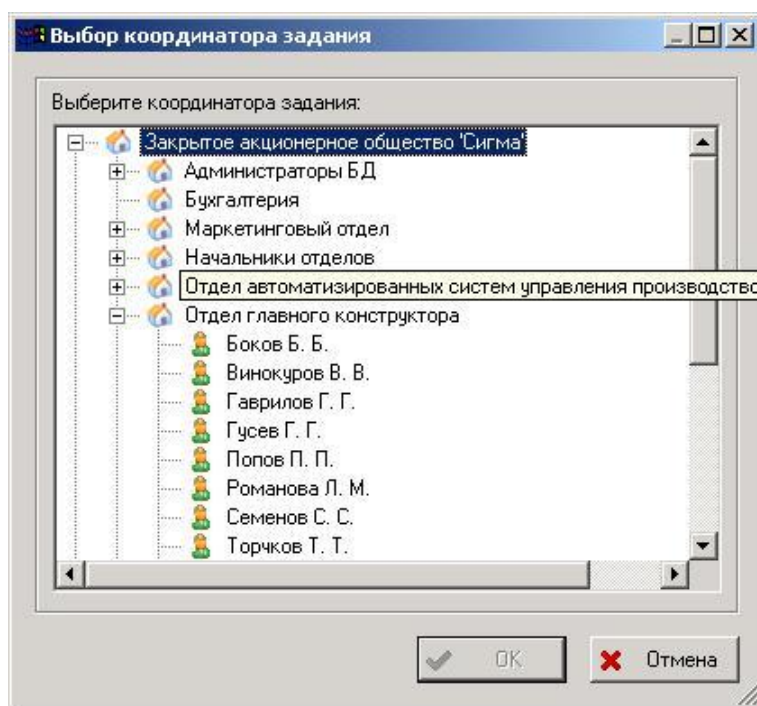 Выбор координатора задания
Выберите координатора задания:
Закрытое акционерное общество 'Сигма'
Администраторы БД
Бухгалтерия
Маркетинговый отдел
Начальники отделов
Отдел автоматизированных систем управления производство
Отдел главного конструктора
Боков Б. Б.
Винокуров В. В.
Гаврилов Г. Г.
Гусев Г. Г.
Попов П. П.
Романова Л. М.
Семенов С. С.
Торчков Т. Т.
OK
Отмена